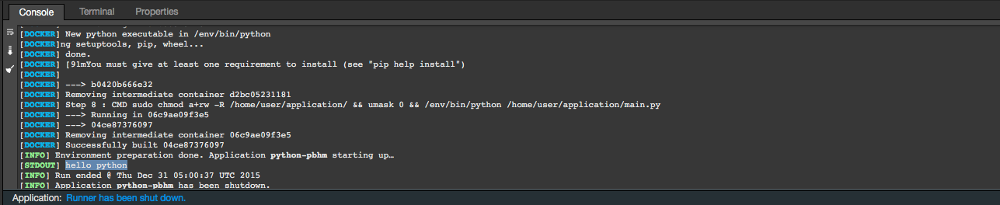 Console Terminal Properties
[DOCKER] New python executable in /env/bin/python
[DOCKER]ng setuptools, pip, wheel...
[DOCKER] done.
[DOCKER] [91mYou must give at least one requirement to install (see "pip help install")
[DOCKER]
[DOCKER] ---> b0420b666e32
[DOCKER] Removing intermediate container d2bc05231181
[DOCKER] Step 8 : CMD sudo chmod a+rw -R /home/user/application/ && umask 0 && /env/bin/python /home/user/application/main.py
[DOCKER] ---> Running in 06c9ae09f3e5
[DOCKER] ---> 04ce87376097
[DOCKER] Removing intermediate container 06c9ae09f3e5
[DOCKER] Successfully built 04ce87376097
[INFO] Environment preparation done. Application python-pbhm starting up…
[STDOUT] hello python
[INFO] Run ended @ Thu Dec 31 05:00:37 UTC 2015
[INFO] Application python-pbhm has been shutdown.
Application: Runner has been shut down.